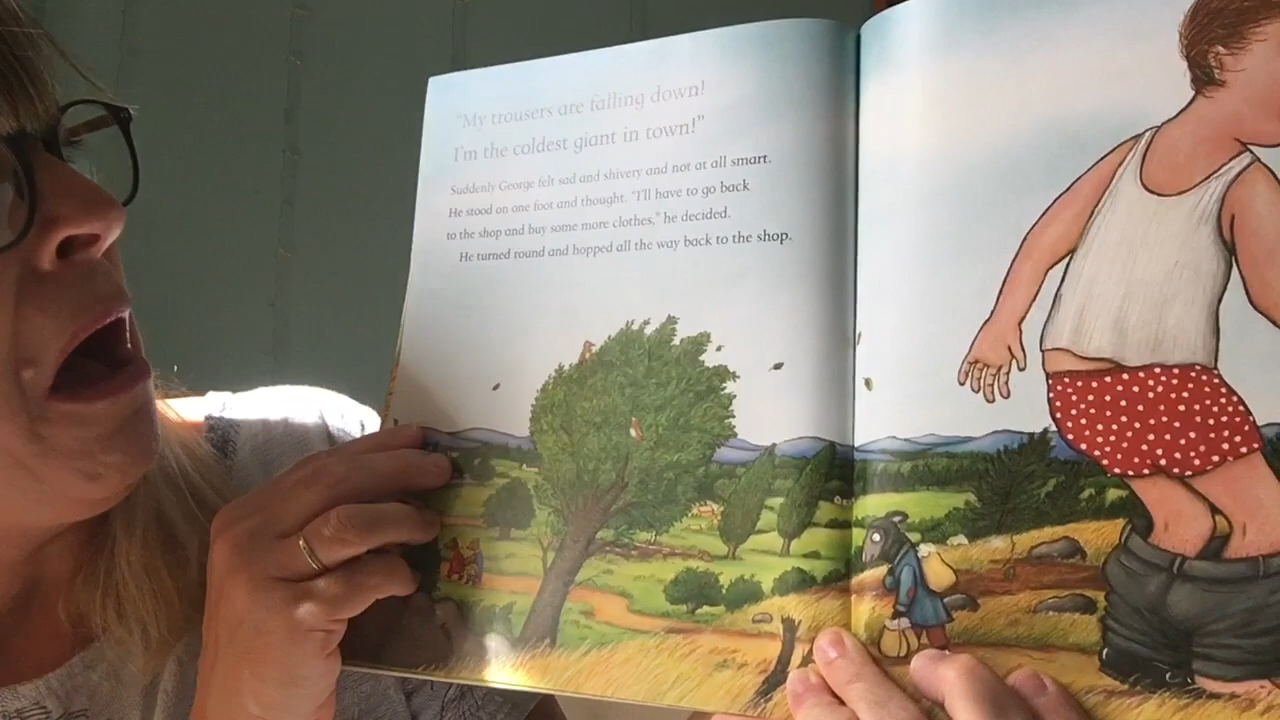 "My trousers are falling down!
I'm the coldest giant in town!"
Suddenly George felt sad and shivery and not at all smart.
He stood on one foot and thought. "I'll have to go back
to the shop and buy some more clothes," he decided.
He turned round and hopped all the way back to the shop.